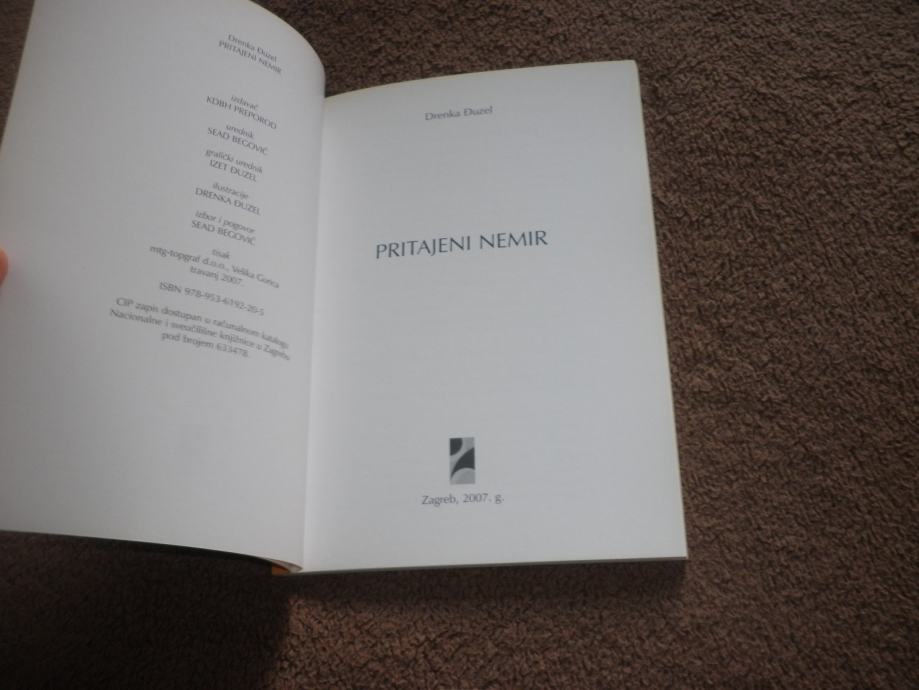 Drenka Đuzel
PRITAJENI NEMIR
izdavač
KDBH PREPOROD
urednik
SEAD BEGOVIĆ
grafički urednik
IZET ĐUZEL
ilustracije
DRENKA ĐUZEL
izbor i pogovor
SEAD BEGOVIĆ
tisak
mtg-topgraf d.o.o., Velika Gorica
travanj 2007.
ISBN 978-953-6192-20-5
CIP zapis dostupan u računalnom katalogu
Nacionalne i sveučilišne knjižnice u Zagrebu
pod brojem 633478.
Drenka Đuzel
PRITAJENI NEMIR
Zagreb, 2007. g.